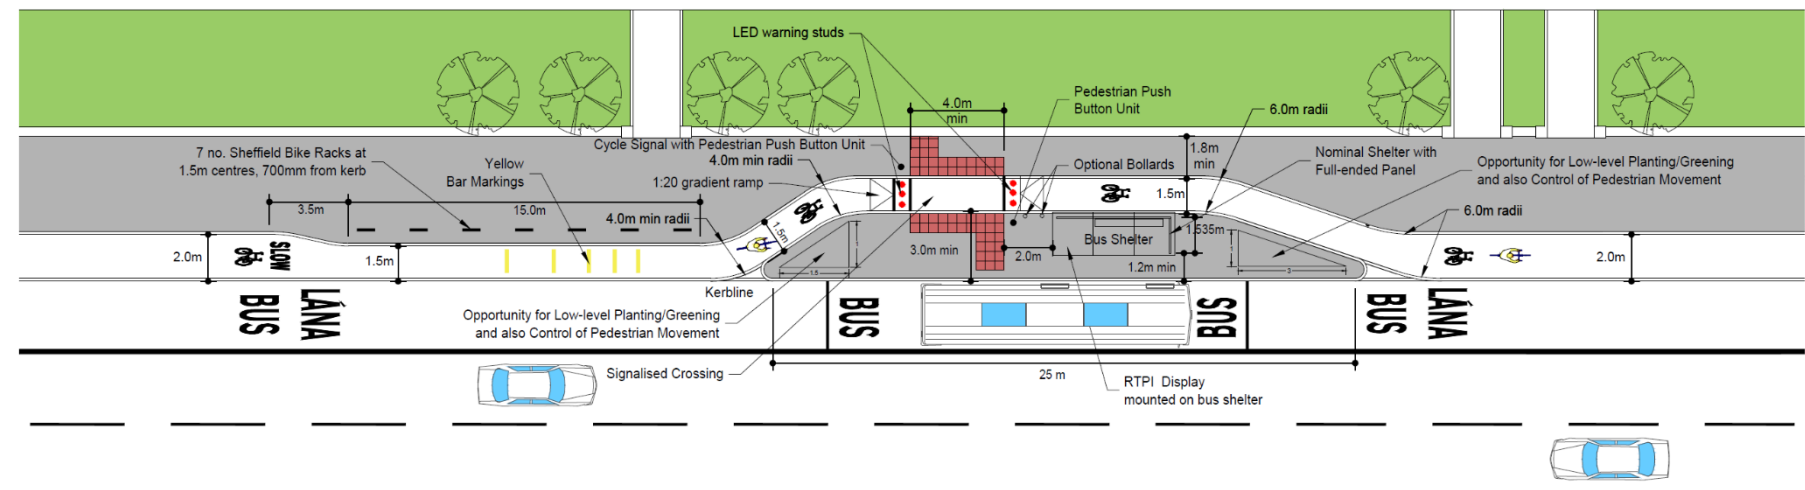 LED warning studs
4.0m
min
Pedestrian Push
Button Unit
6.0m radii
7 no. Sheffield Bike Racks at
1.5m centres, 700mm from kerb
Yellow
Bar Markings
Cycle Signal with Pedestrian Push Button Unit
4.0m min radii
1:20 gradient ramp
Optional Bollards
1.8m
min
Nominal Shelter with
Full-ended Panel
Opportunity for Low-level Planting/Greening
and also Control of Pedestrian Movement
3.5m
15.0m
4.0m min radii
1.5m
6.0m radii
2.0m
SLOW
1.5m
1.5m
3.0m min
2.0m
Bus Shelter
1.535m
1.2m min
2.0m
1
1.5
1
3
Kerbline
LÁNA
BUS
Opportunity for Low-level Planting/Greening
and also Control of Pedestrian Movement
BUS
BUS
LÁNA
BUS
Signalised Crossing
25 m
RTPI Display
mounted on bus shelter